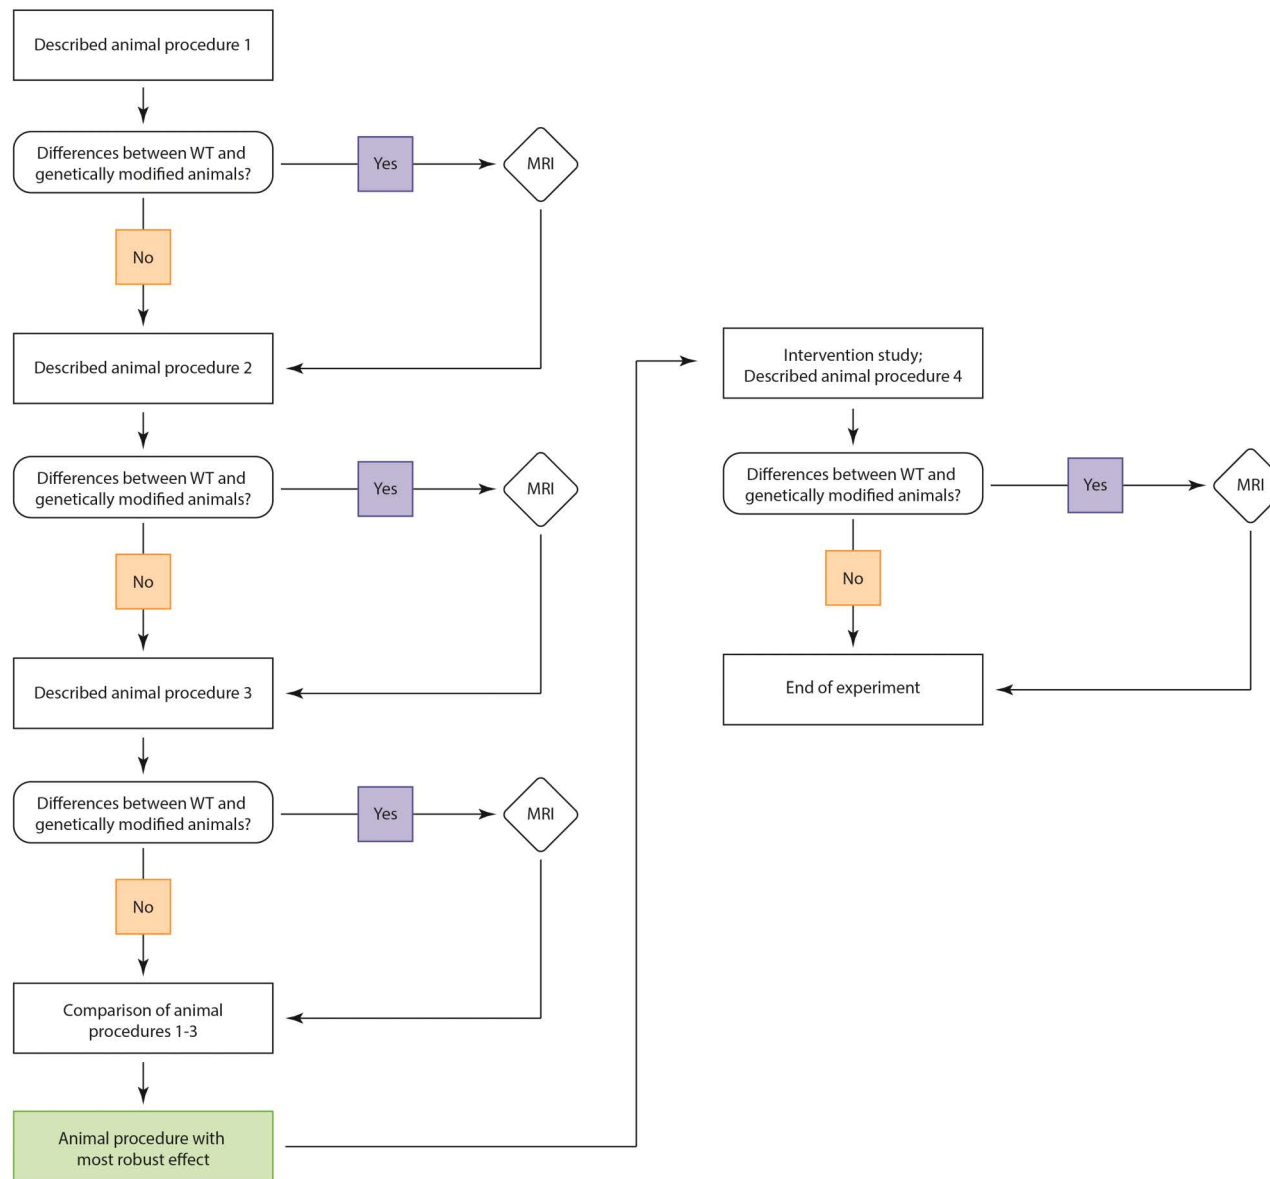 Described animal procedure 1
Differences between WT and
genetically modified animals?
Yes
MRI
No
Described animal procedure 2
Differences between WT and
genetically modified animals?
Yes
MRI
No
Described animal procedure 3
Differences between WT and
genetically modified animals?
Yes
MRI
No
Comparison of animal
procedures 1-3
Animal procedure with
most robust effect
Intervention study;
Described animal procedure 4
Differences between WT and
genetically modified animals?
Yes
MRI
No
End of experiment